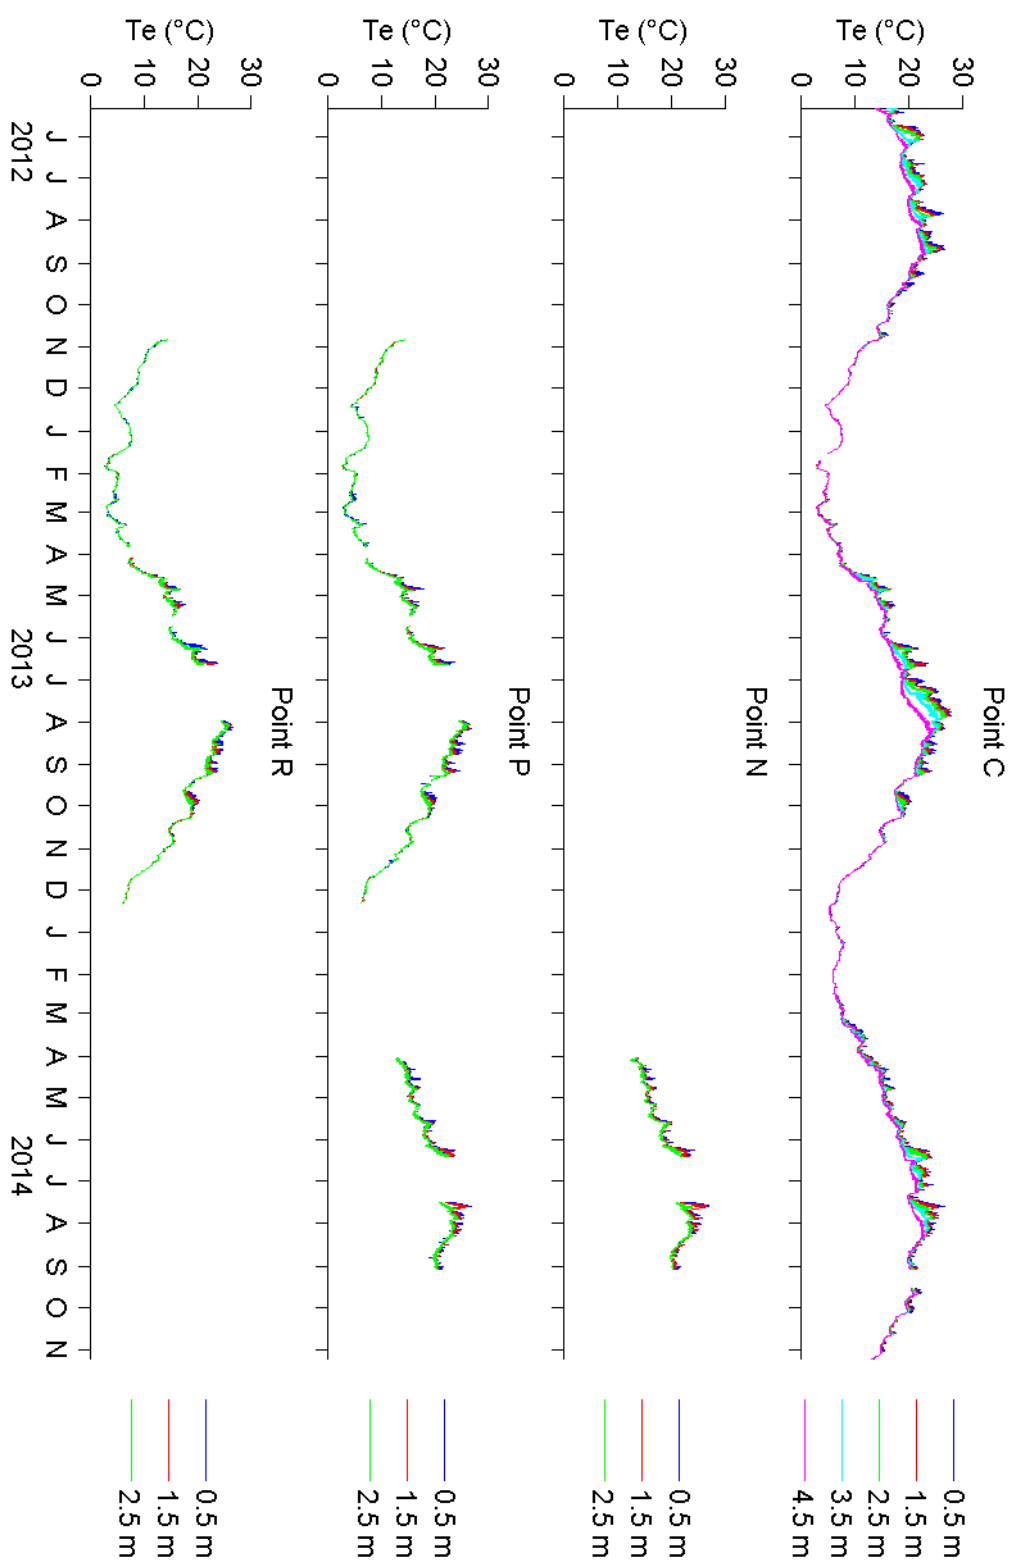 Point C
Te (°C)
30
20
10
0
0.5 m
1.5 m
2.5 m
3.5 m
4.5 m
Point N
Te (°C)
30
20
10
0
0.5 m
1.5 m
2.5 m
Point P
Te (°C)
30
20
10
0
0.5 m
1.5 m
2.5 m
Point R
Te (°C)
30
20
10
0
0.5 m
1.5 m
2.5 m
J J A S O N D J F M A M J J A S O N D J F M A M J J A S O N
2012 2013 2014